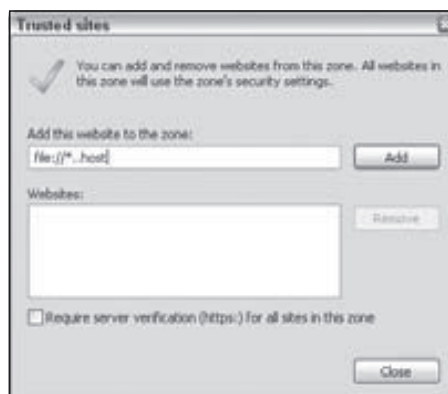 Trusted sites
You can add and remove websites from this zone. All websites in
this zone will use the zone's security settings.
Add this website to the zone:
file://*..host
Add
Websites:
Remove
Require server verification (https:) for all sites in this zone
Close